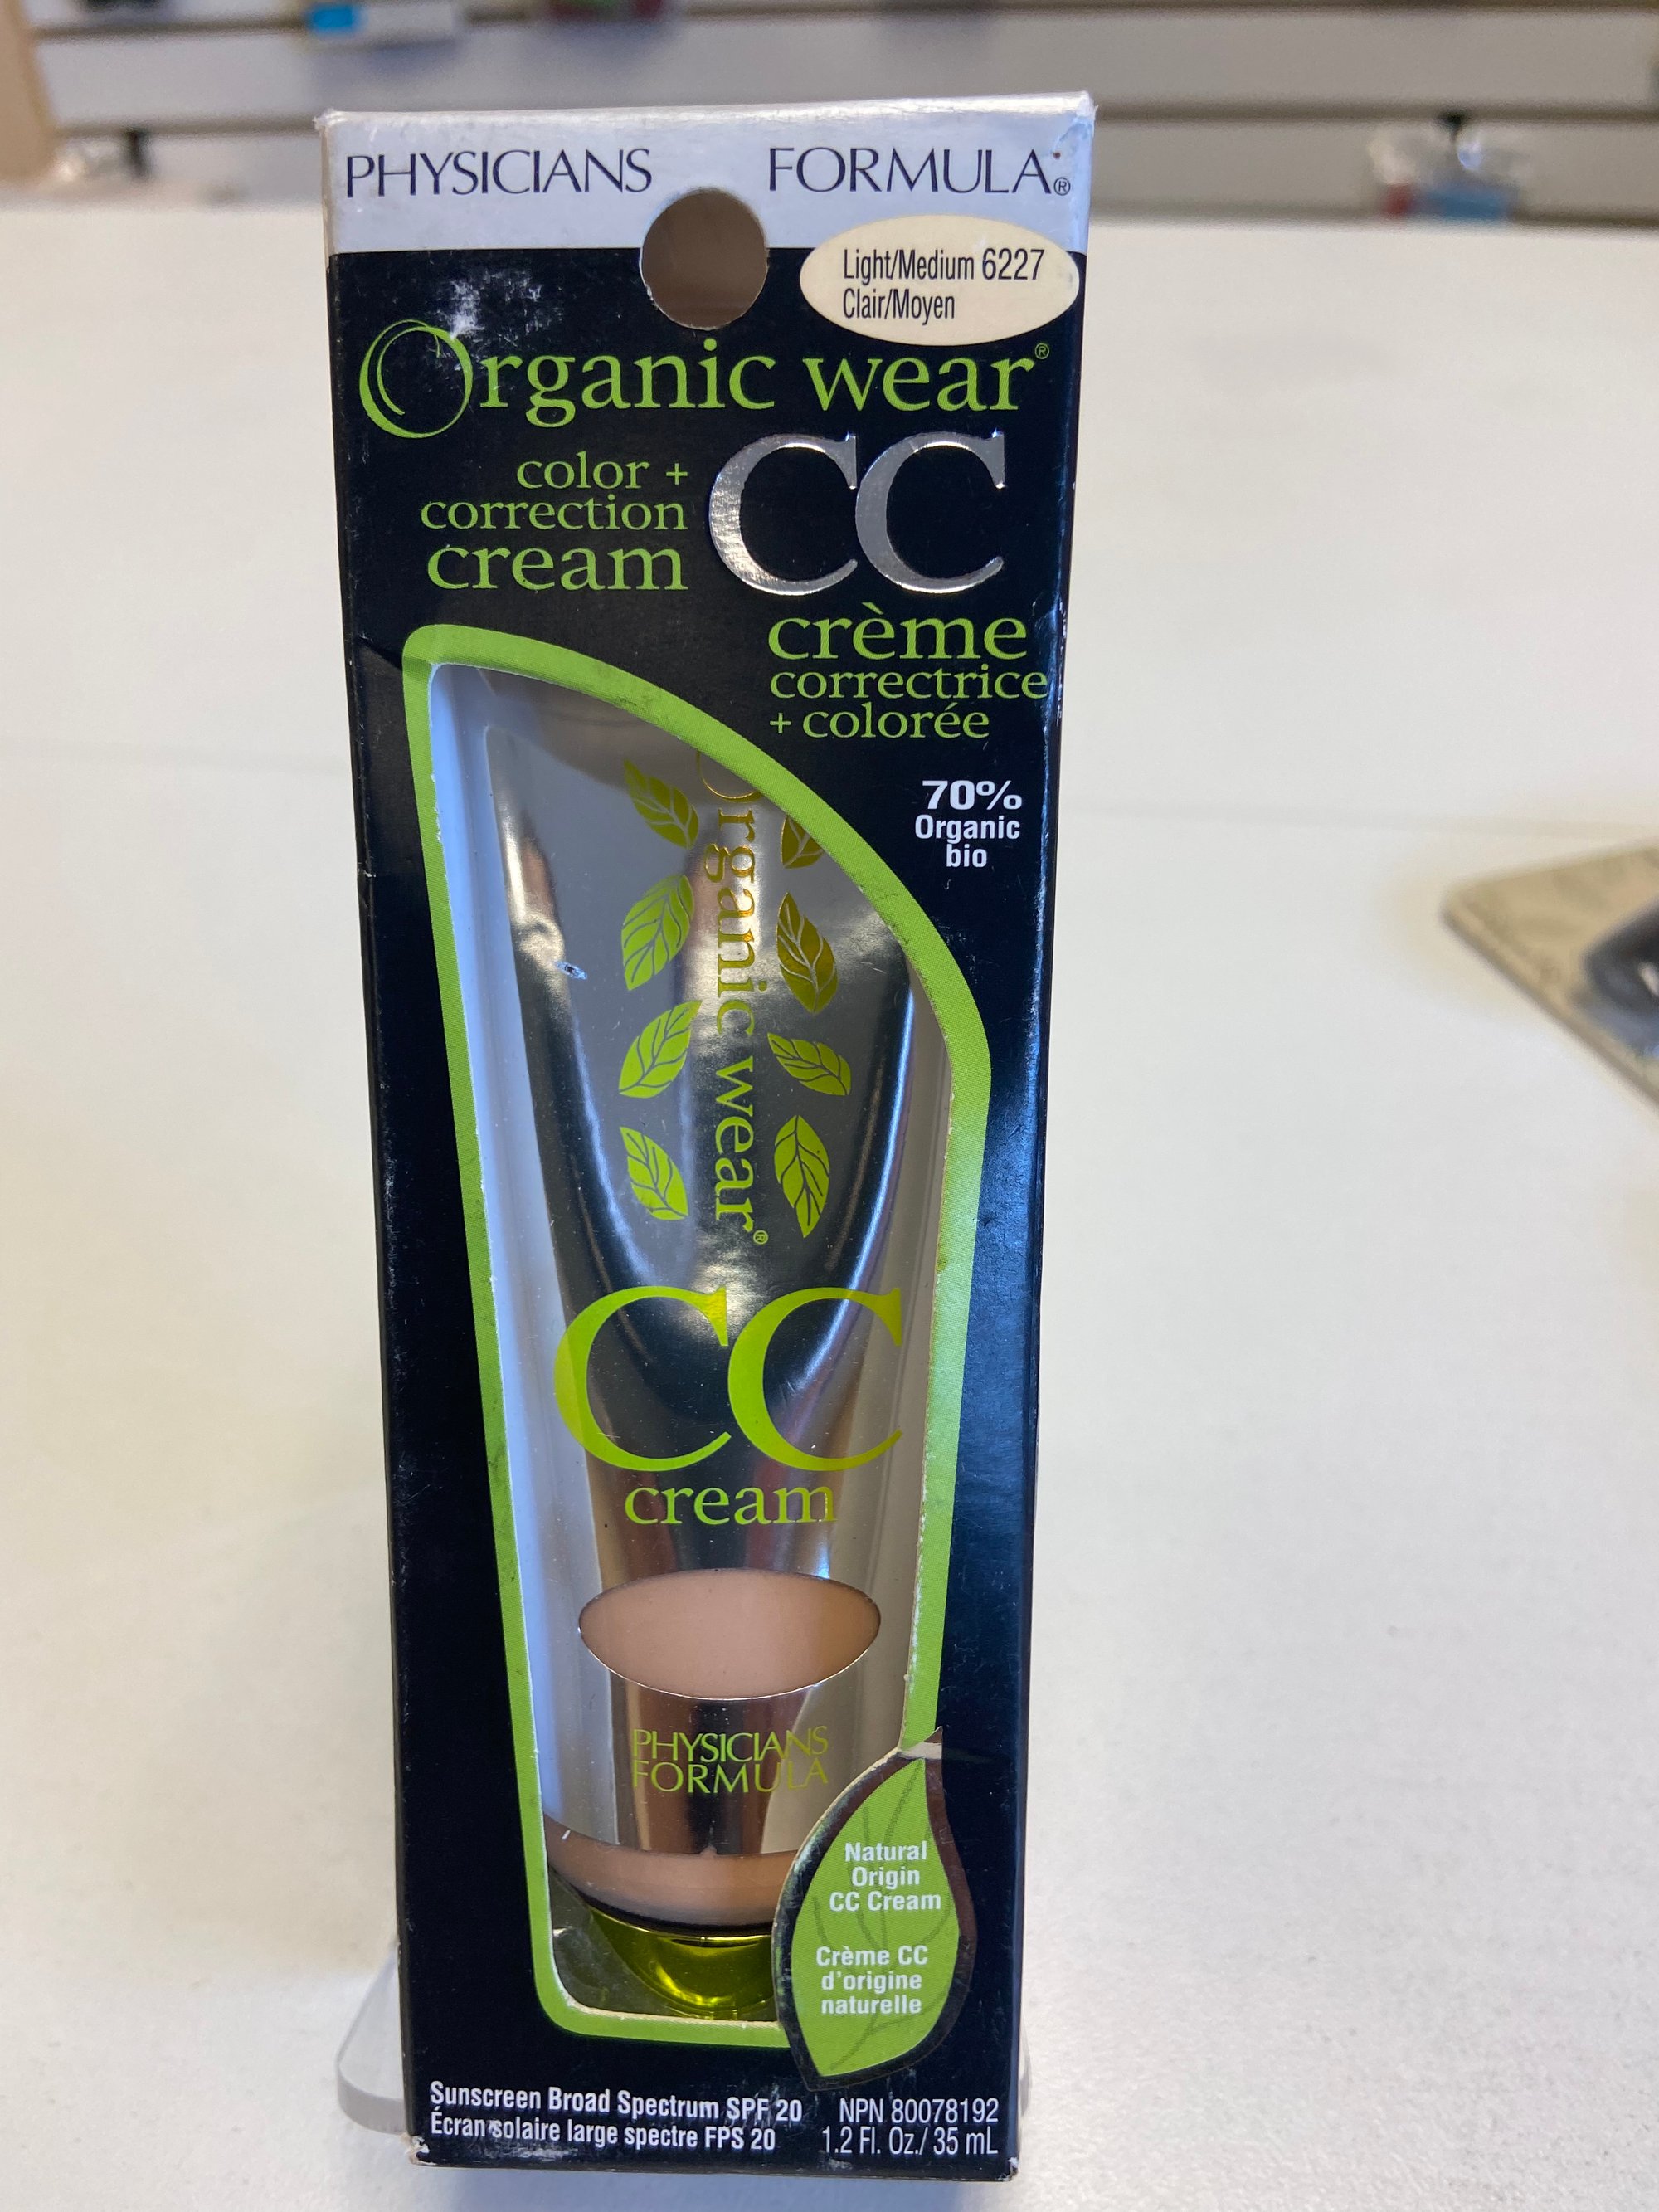 PHYSICIANS FORMULA®
Light/Medium 6227
Clair/Moyen
Organic wear®
color +
correction
cream
CC
crème
correctrice
+ colorée
70%
Organic
bio
Organic wear®
CC
cream
PHYSICIANS
FORMULA
Natural
Origin
CC Cream
Crème CC
d'origine
naturelle
Sunscreen Broad Spectrum SPF 20
Écran solaire large spectre FPS 20
NPN 80078192
1.2 Fl. Oz./ 35 mL